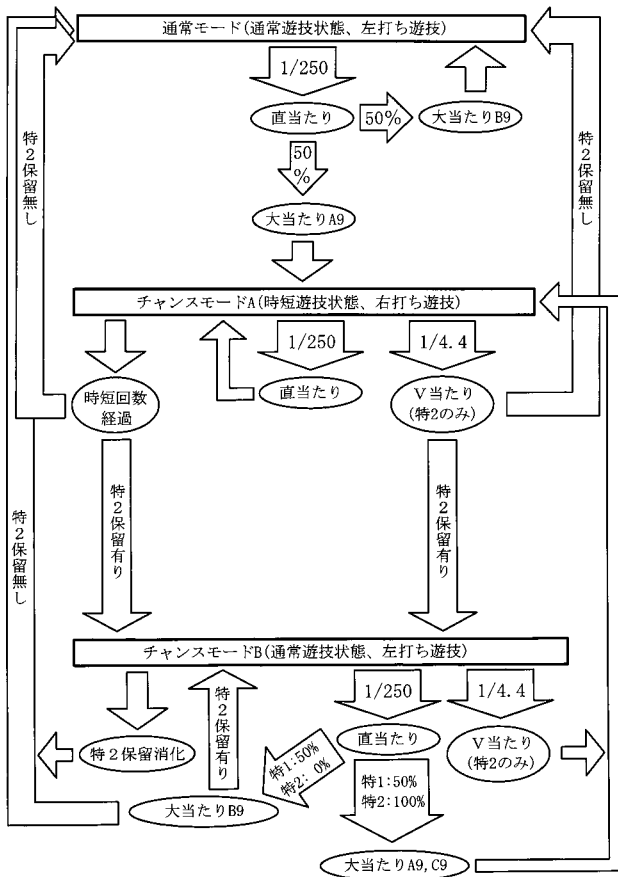 通常モード(通常遊技状態、左打ち遊技)
1/250
直当たり
50%
大当たりB9
50
%
大当たりA9
特2保留無し
特2保留無し
チャンスモードA(時短遊技状態、右打ち遊技)
1/250
1/4.4
時短回数
経過
直当たり
V当たり
(特2のみ)
特2保留有り
特2保留有り
特2保留無し
チャンスモードB(通常遊技状態、左打ち遊技)
1/250
1/4.4
特2保留有り
特2保留消化
直当たり
V当たり
(特2のみ)
特1:50%
特2: 0%
特1:50%
特2:100%
大当たりB9
大当たりA9,C9